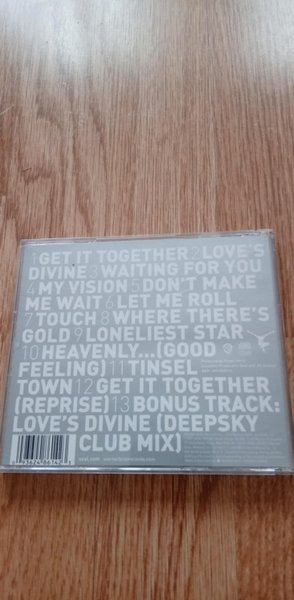 1 GET IT TOGETHER 2 LOVE'S
DIVINE 3 WAITING FOR YOU
4 MY VISION 5 DON'T MAKE
ME WAIT 6 LET ME ROLL
7 TOUCH 8 WHERE THERE'S
GOLD 9 LONELIEST STAR
10 HEAVENLY...(GOOD
FEELING) 11 TINSEL
TOWN 12 GET IT TOGETHER
(REPRISE) 13 BONUS TRACK:
LOVE'S DIVINE (DEEPSKY
CLUB MIX)
seal.com